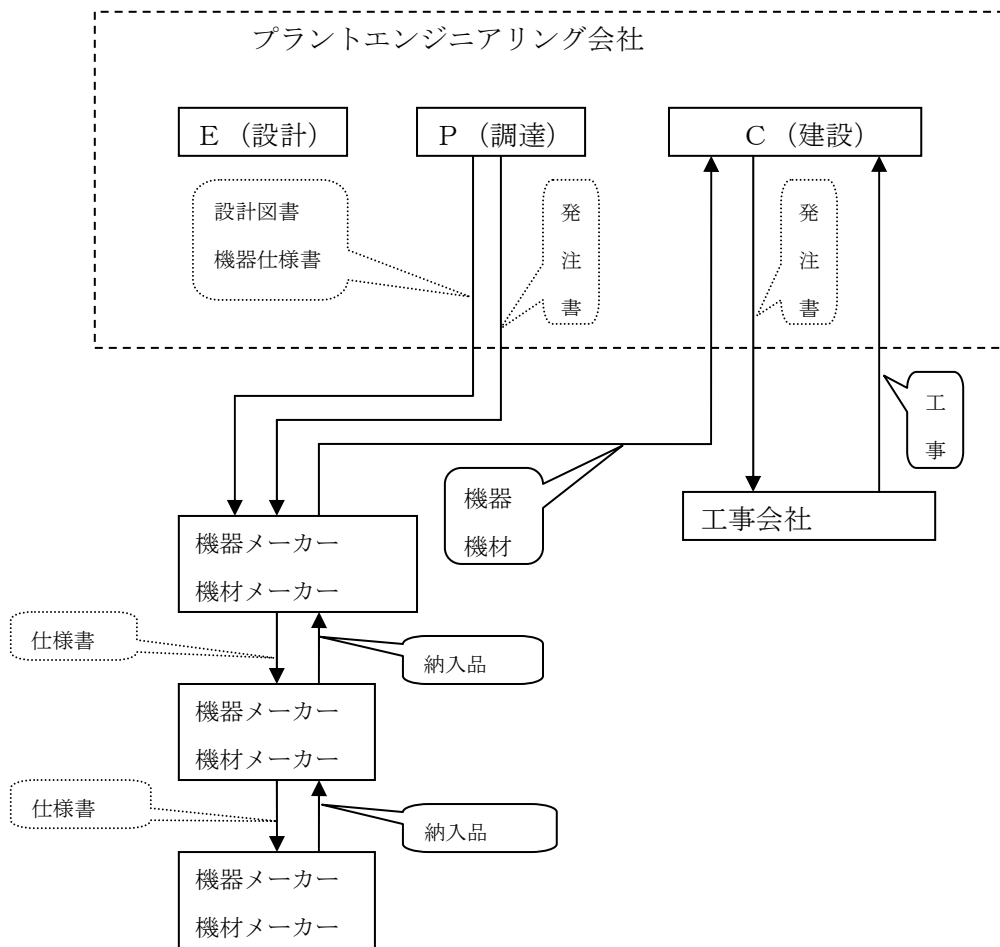 プラントエンジニアリング会社
E（設計）
P（調達）
C（建設）
設計図書
機器仕様書
発
注
書
発
注
書
工
事
機器
機材
工事会社
機器メーカー
機材メーカー
仕様書
納入品
機器メーカー
機材メーカー
仕様書
納入品
機器メーカー
機材メーカー